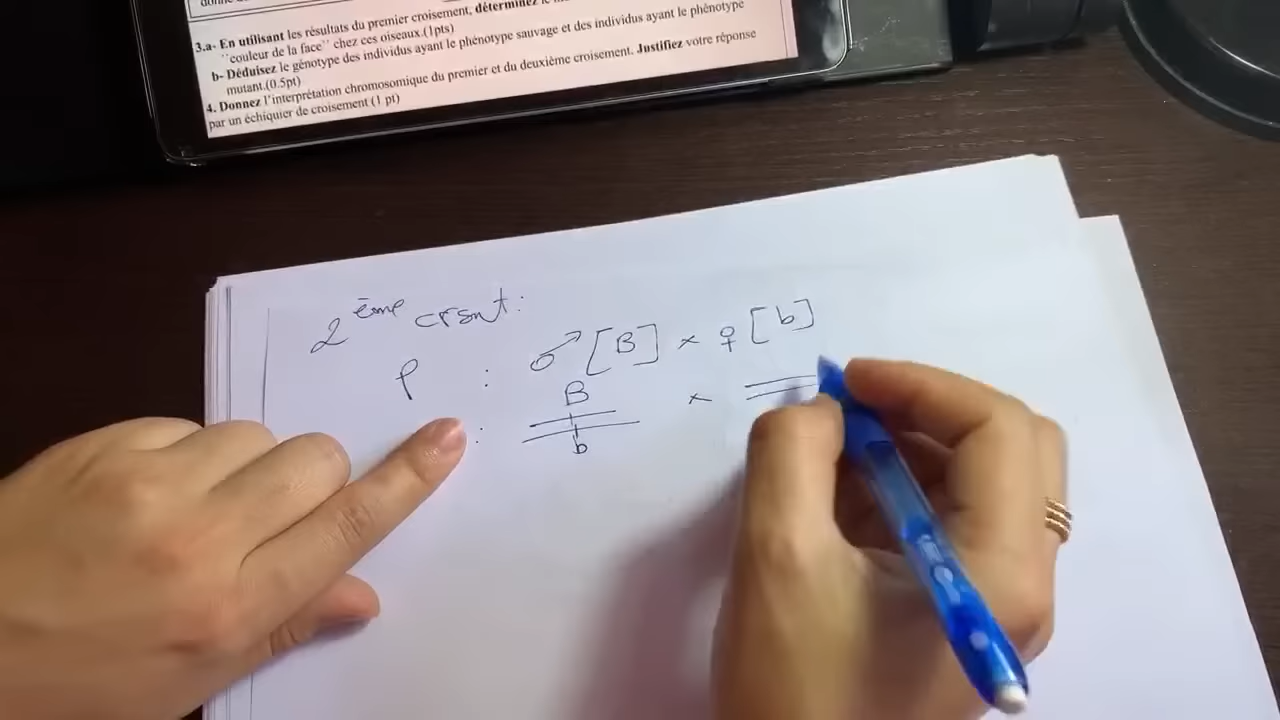 3.a- En utilisant les résultats du premier croisement, déterminez le
‘‘couleur de la face’’ chez ces oiseaux.(1pts)
b- Déduisez le génotype des individus ayant le phénotype sauvage et des individus ayant le phénotype
mutant.(0.5pt)
4. Donnez l’interprétation chromosomique du premier et du deuxième croisement. Justifiez votre réponse
par un échiquier de croisement (1 pt)
2ème crsmt:
P : ♂ [B] × ♀ [b]
: B × 
b